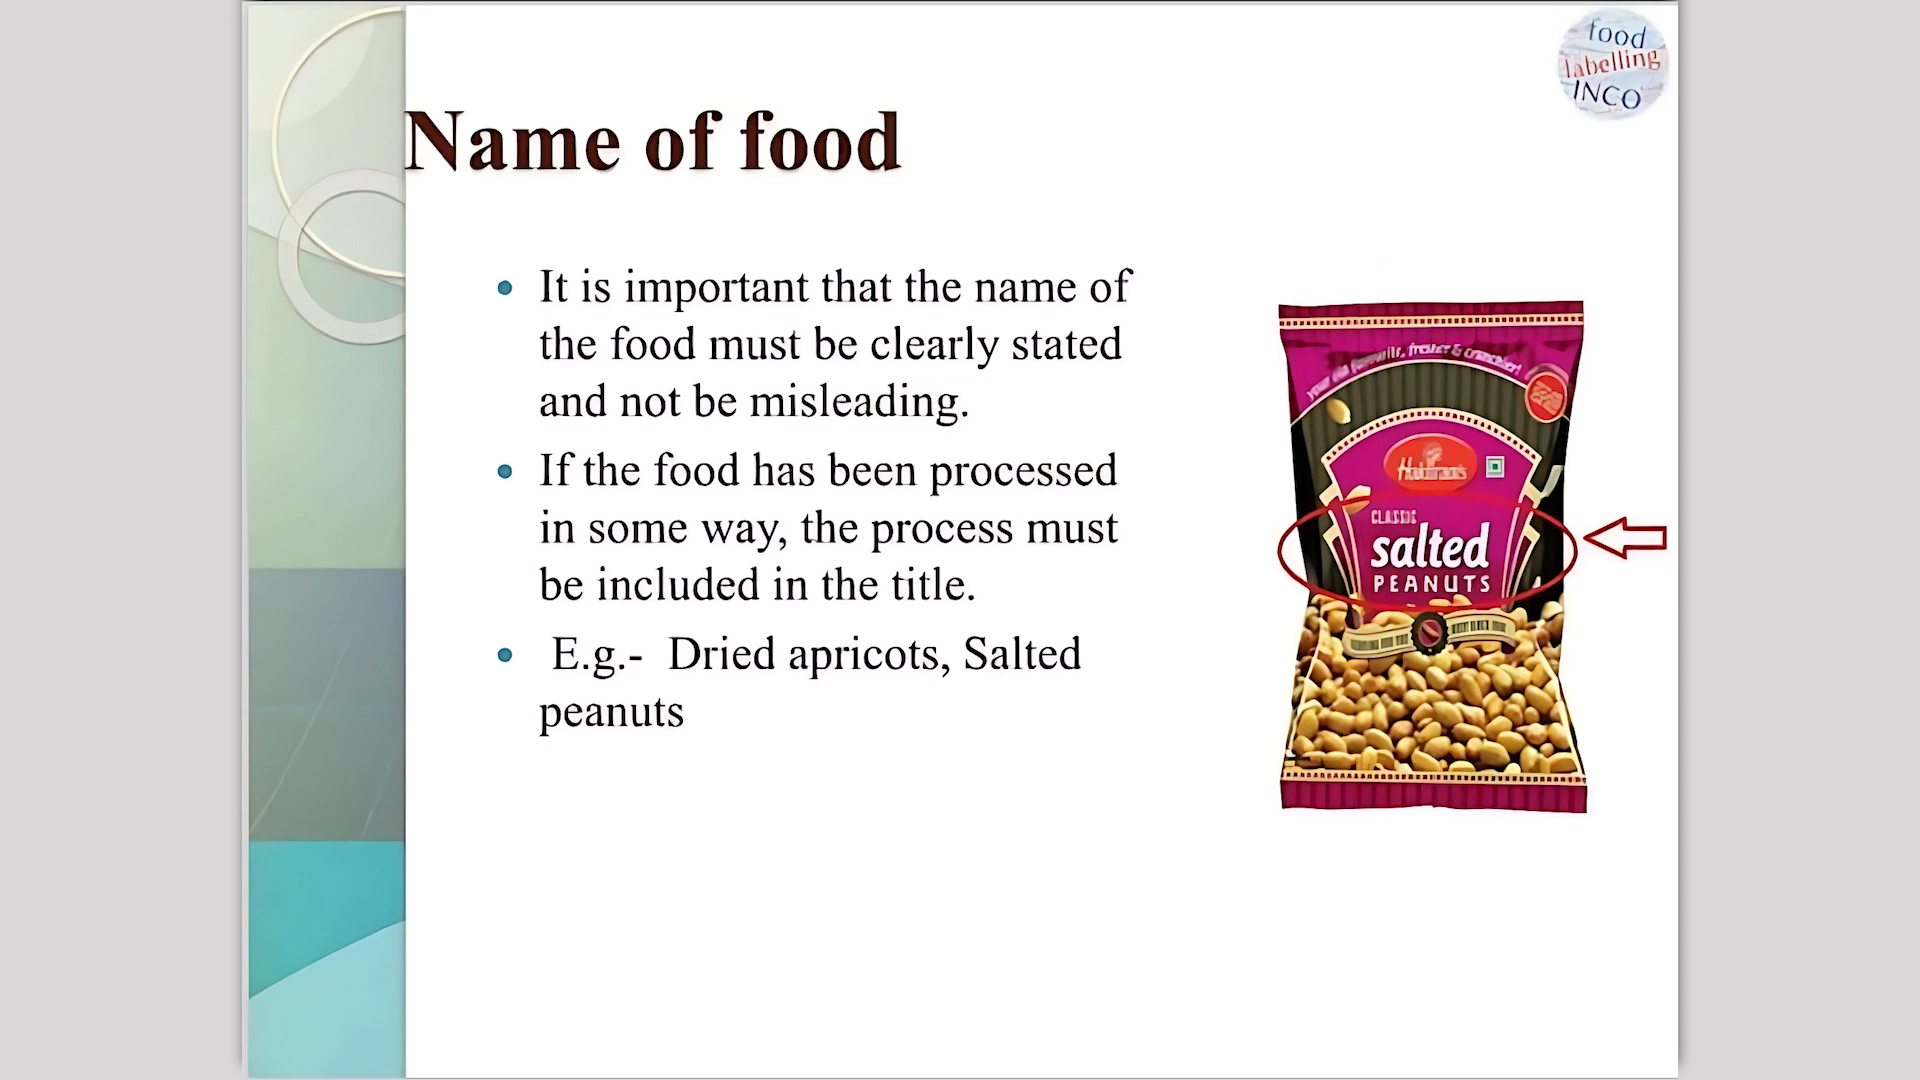 food
labelling
INCO
Name of food
• It is important that the name of
the food must be clearly stated
and not be misleading.
• If the food has been processed
in some way, the process must
be included in the title.
• E.g.- Dried apricots, Salted
peanuts
Haldiram's
CLASSIC
salted
PEANUTS